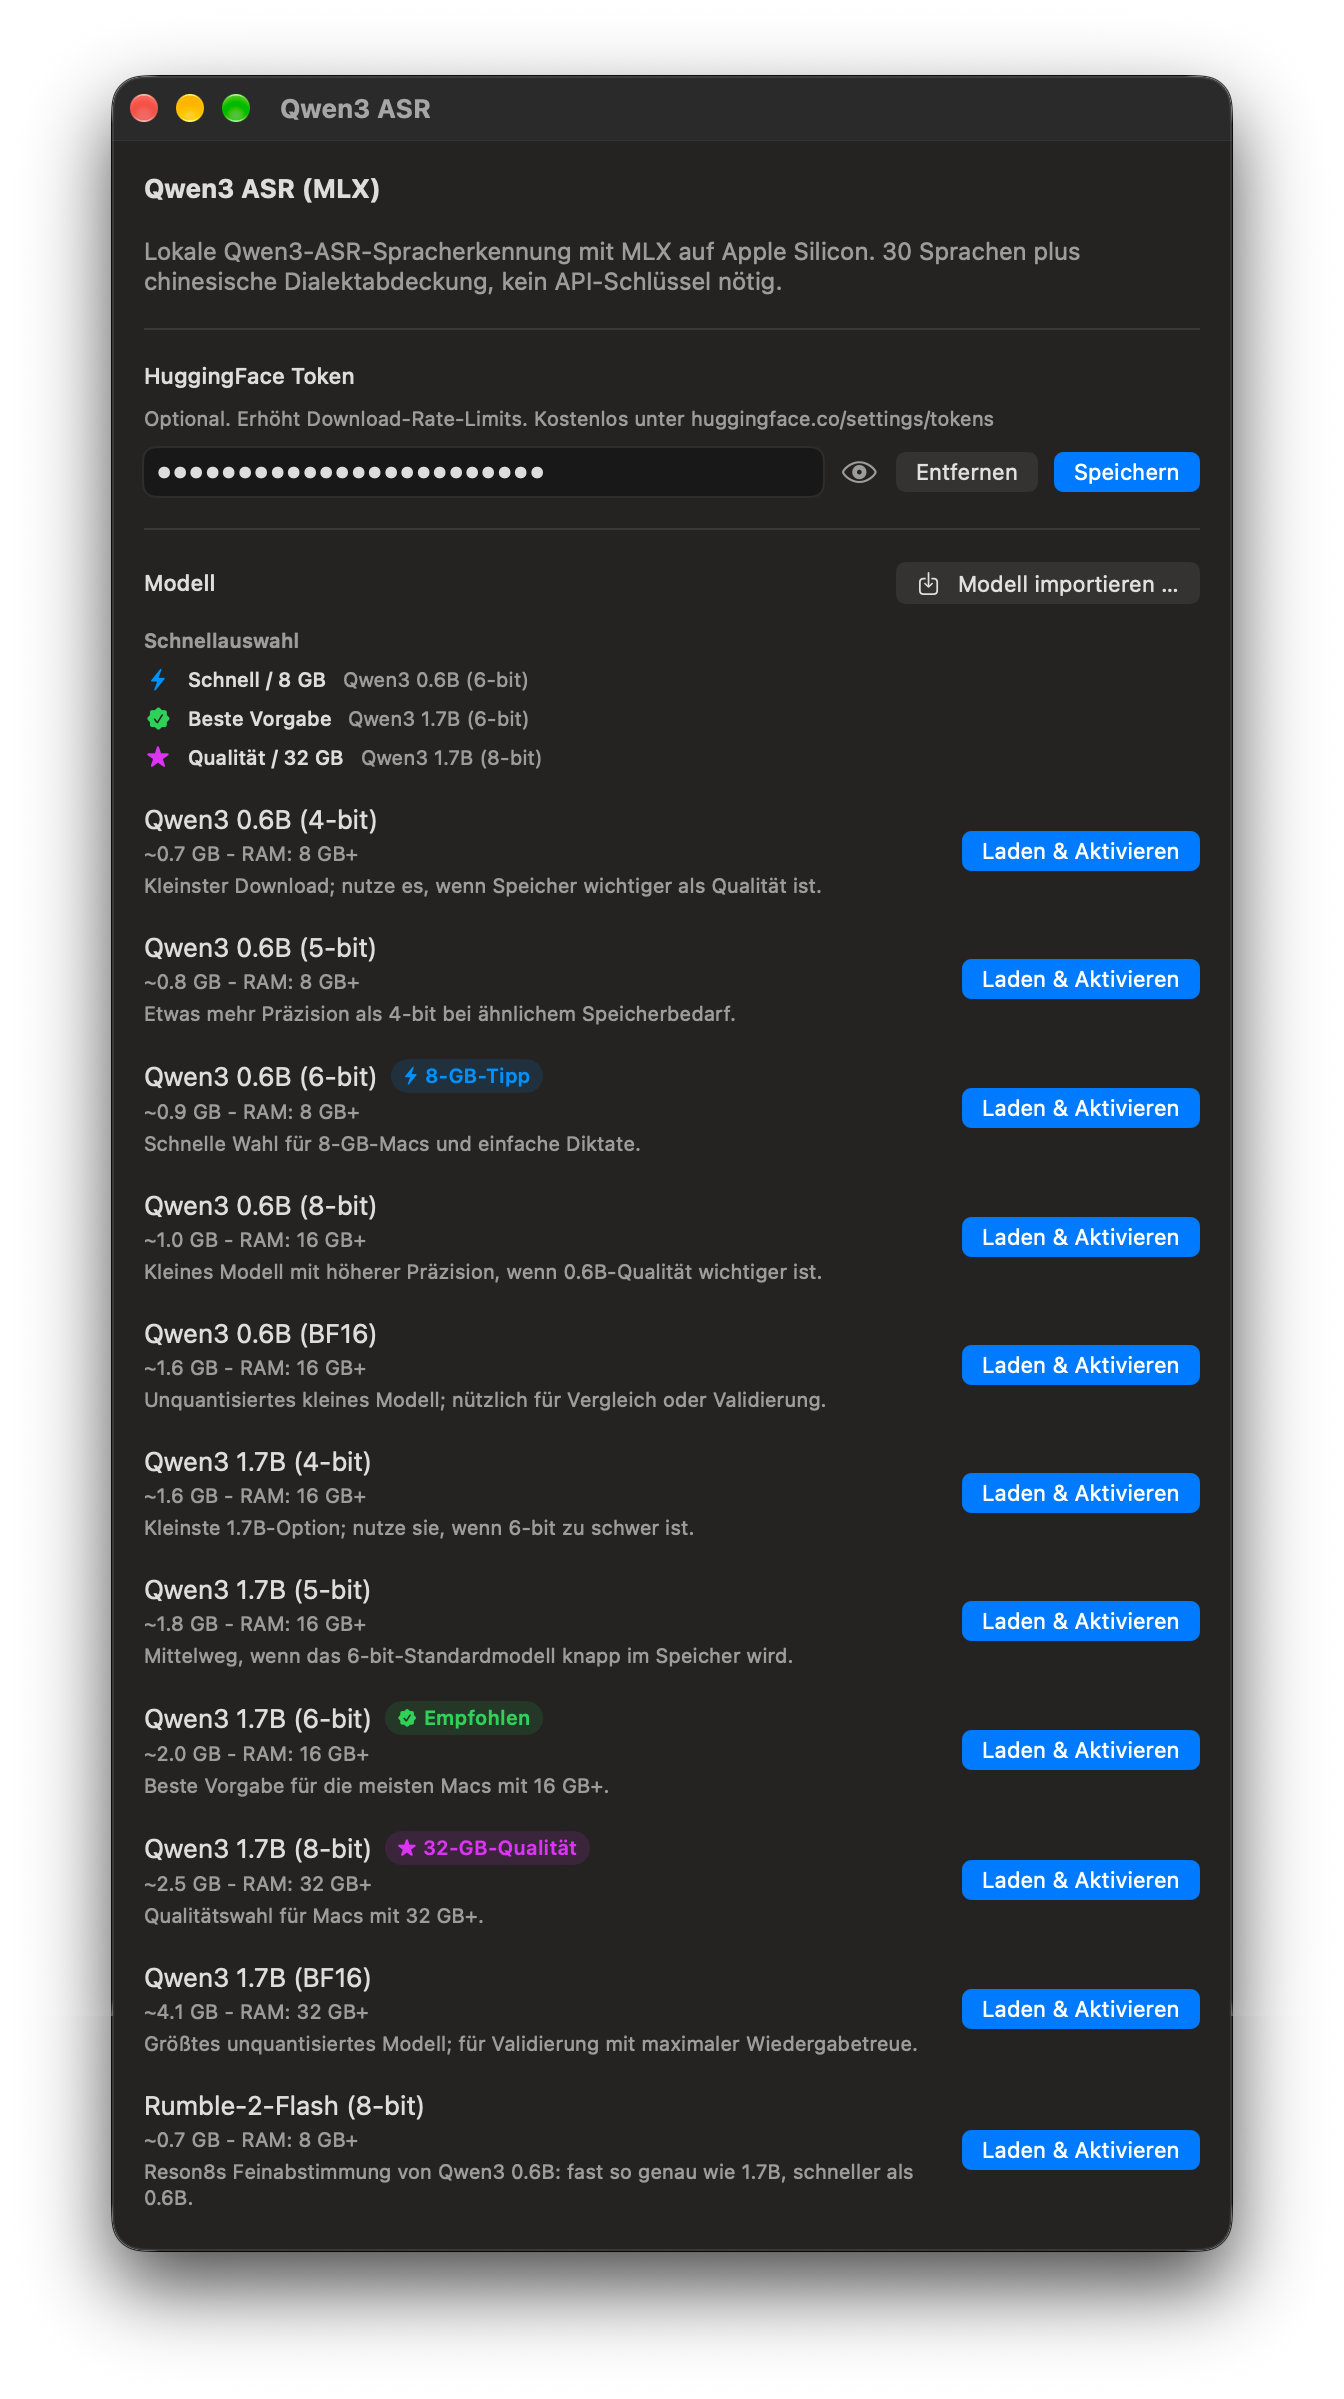 Qwen3 ASR
Qwen3 ASR (MLX)
Lokale Qwen3-ASR-Spracherkennung mit MLX auf Apple Silicon. 30 Sprachen plus
chinesische Dialektabdeckung, kein API-Schlüssel nötig.
HuggingFace Token
Optional. Erhöht Download-Rate-Limits. Kostenlos unter huggingface.co/settings/tokens
Entfernen
Speichern
Modell
Modell importieren ...
Schnellauswahl
Schnell / 8 GB Qwen3 0.6B (6-bit)
Beste Vorgabe Qwen3 1.7B (6-bit)
Qualität / 32 GB Qwen3 1.7B (8-bit)
Qwen3 0.6B (4-bit)
~0.7 GB - RAM: 8 GB+
Kleinster Download; nutze es, wenn Speicher wichtiger als Qualität ist.
Laden & Aktivieren
Qwen3 0.6B (5-bit)
~0.8 GB - RAM: 8 GB+
Etwas mehr Präzision als 4-bit bei ähnlichem Speicherbedarf.
Laden & Aktivieren
Qwen3 0.6B (6-bit) 8-GB-Tipp
~0.9 GB - RAM: 8 GB+
Schnelle Wahl für 8-GB-Macs und einfache Diktate.
Laden & Aktivieren
Qwen3 0.6B (8-bit)
~1.0 GB - RAM: 16 GB+
Kleines Modell mit höherer Präzision, wenn 0.6B-Qualität wichtiger ist.
Laden & Aktivieren
Qwen3 0.6B (BF16)
~1.6 GB - RAM: 16 GB+
Unquantisiertes kleines Modell; nützlich für Vergleich oder Validierung.
Laden & Aktivieren
Qwen3 1.7B (4-bit)
~1.6 GB - RAM: 16 GB+
Kleinste 1.7B-Option; nutze sie, wenn 6-bit zu schwer ist.
Laden & Aktivieren
Qwen3 1.7B (5-bit)
~1.8 GB - RAM: 16 GB+
Mittelweg, wenn das 6-bit-Standardmodell knapp im Speicher wird.
Laden & Aktivieren
Qwen3 1.7B (6-bit) Empfohlen
~2.0 GB - RAM: 16 GB+
Beste Vorgabe für die meisten Macs mit 16 GB+.
Laden & Aktivieren
Qwen3 1.7B (8-bit) 32-GB-Qualität
~2.5 GB - RAM: 32 GB+
Qualitätswahl für Macs mit 32 GB+.
Laden & Aktivieren
Qwen3 1.7B (BF16)
~4.1 GB - RAM: 32 GB+
Größtes unquantisiertes Modell; für Validierung mit maximaler Wiedergabetreue.
Laden & Aktivieren
Rumble-2-Flash (8-bit)
~0.7 GB - RAM: 8 GB+
Reson8s Feinabstimmung von Qwen3 0.6B: fast so genau wie 1.7B, schneller als
0.6B.
Laden & Aktivieren